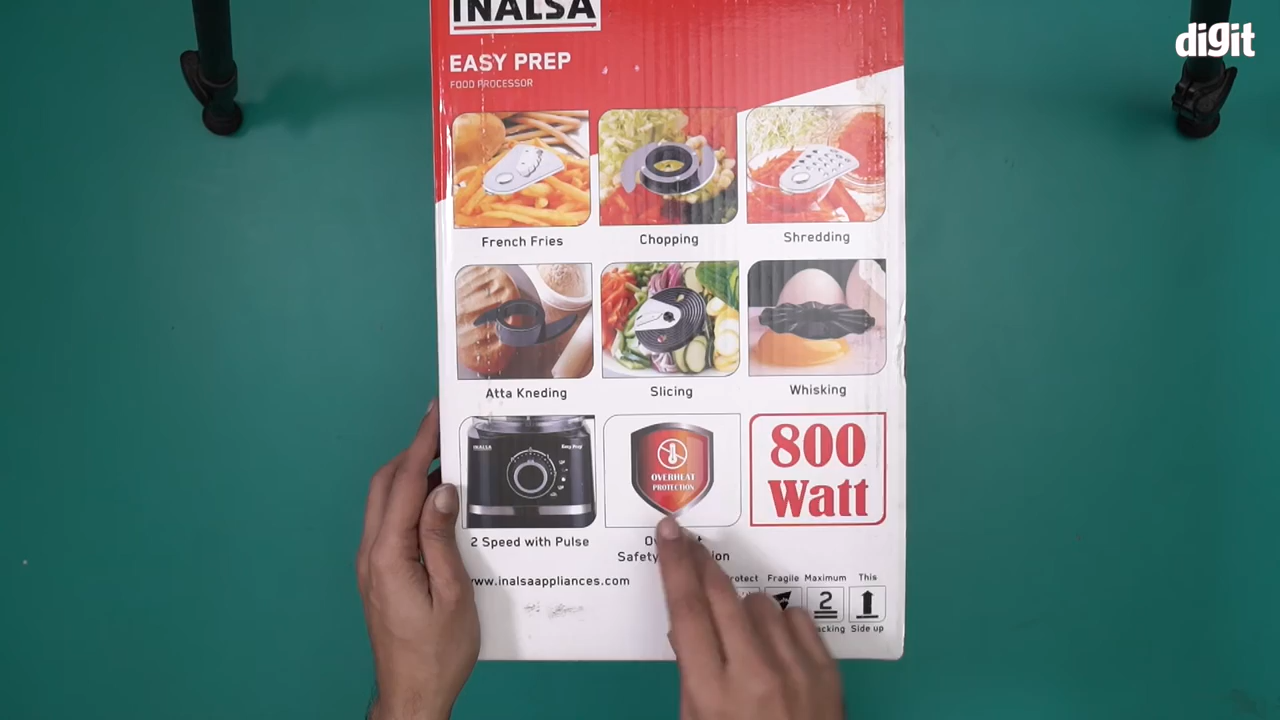 INALSA
digit
EASY PREP
FOOD PROCESSOR
French Fries
Chopping
Shredding
Atta Kneding
Slicing
Whisking
INALSA
Easy Prep
OVERHEAT
PROTECTION
800
Watt
2 Speed with Pulse
Safety
www.inalsaappliances.com
Fragile
Maximum
This
2
Side up